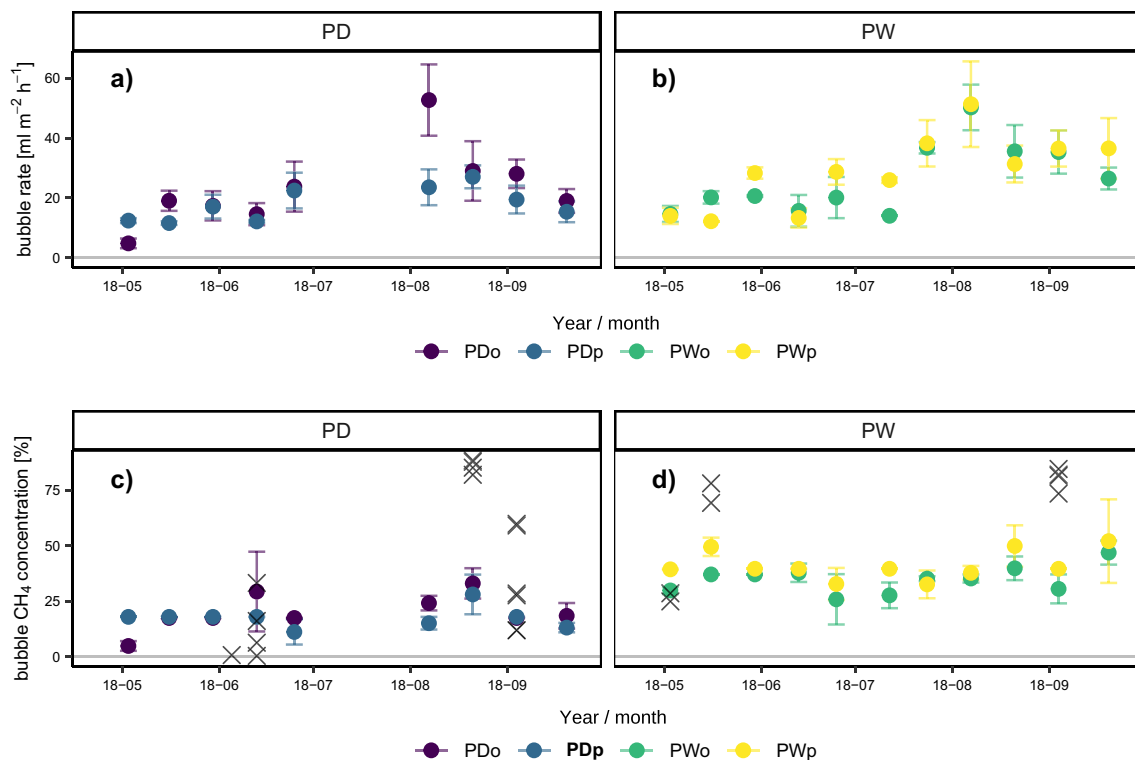 PD PW
a) b)
bubble rate [ml m⁻² h⁻¹]
60
40
20
0
18−05 18−06 18−07 18−08 18−09 18−05 18−06 18−07 18−08 18−09
Year / month
PDo PDp PWo PWp
PD PW
c) d)
bubble CH₄ concentration [%]
75
50
25
0
18−05 18−06 18−07 18−08 18−09 18−05 18−06 18−07 18−08 18−09
Year / month
PDo PDp PWo PWp